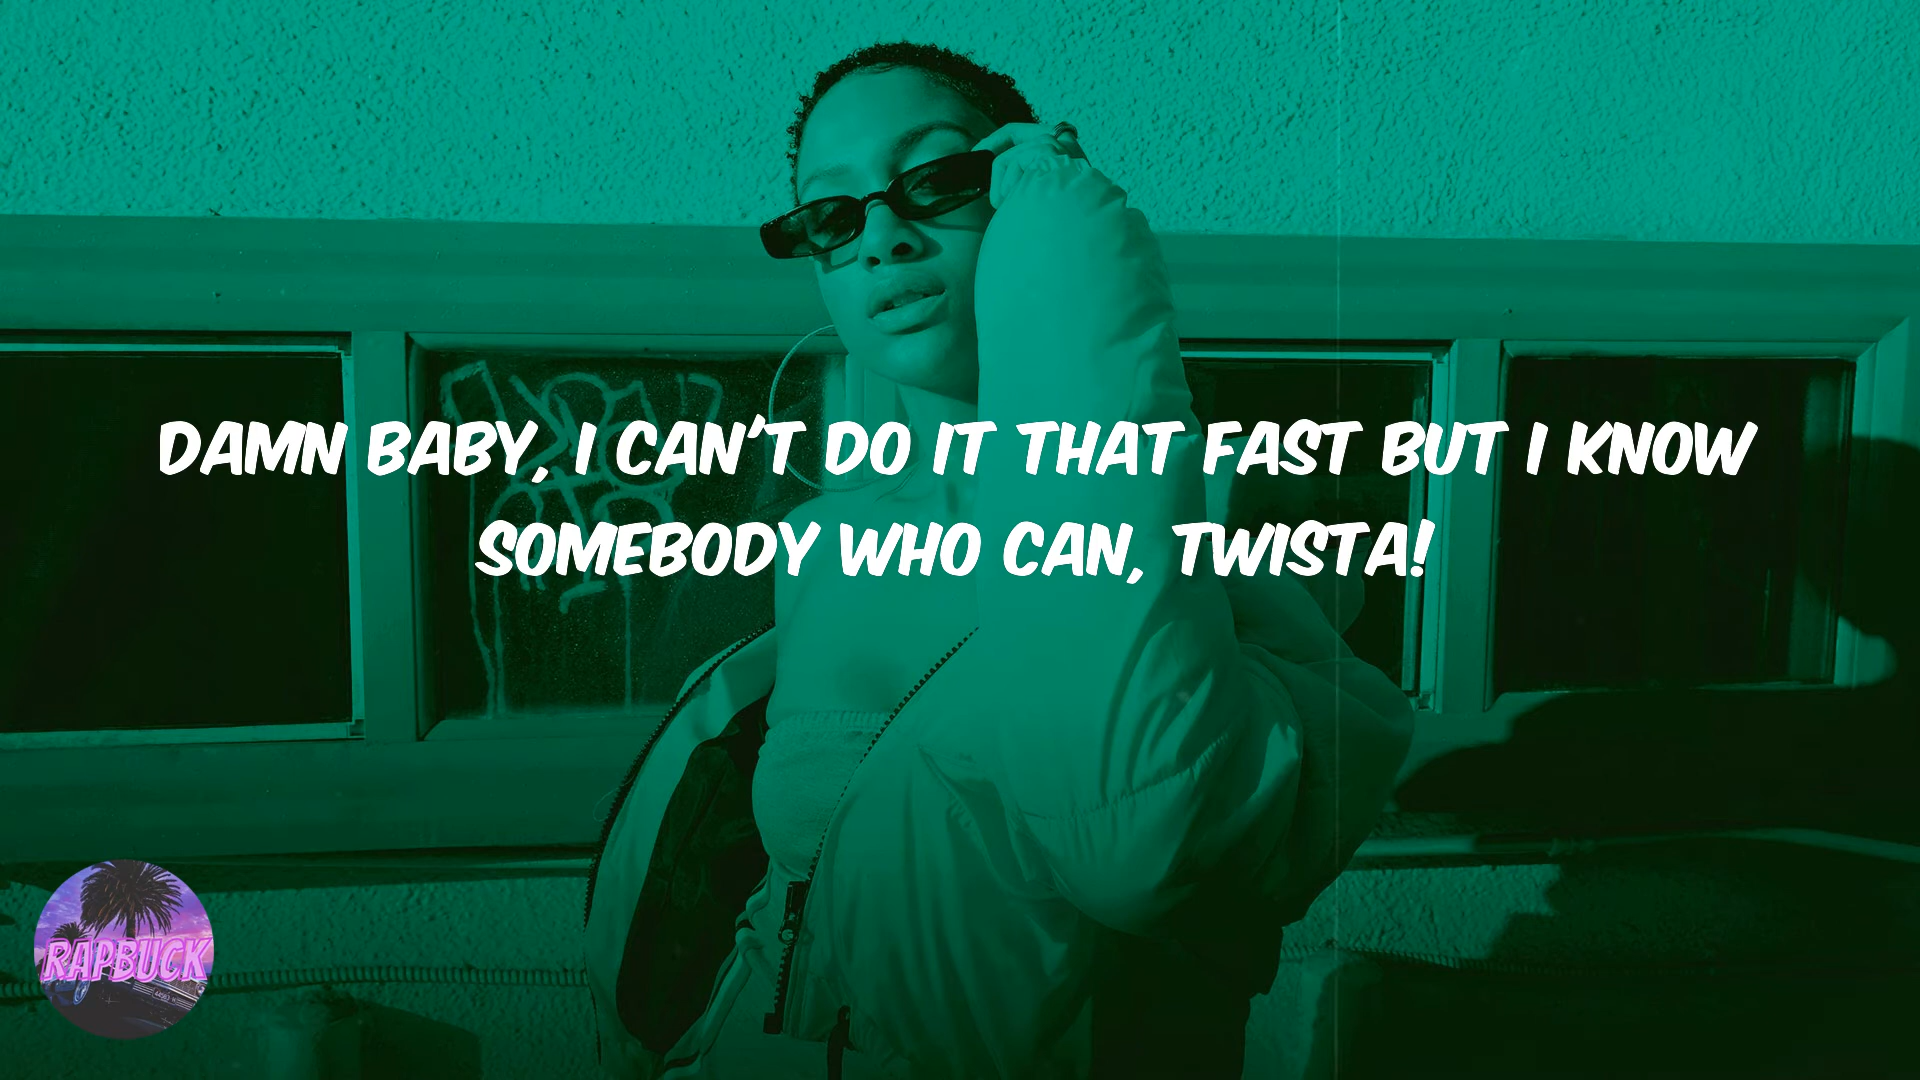 DAMN BABY, I CAN'T DO IT THAT FAST BUT I KNOW
SOMEBODY WHO CAN, TWISTA!
RAPBUCK